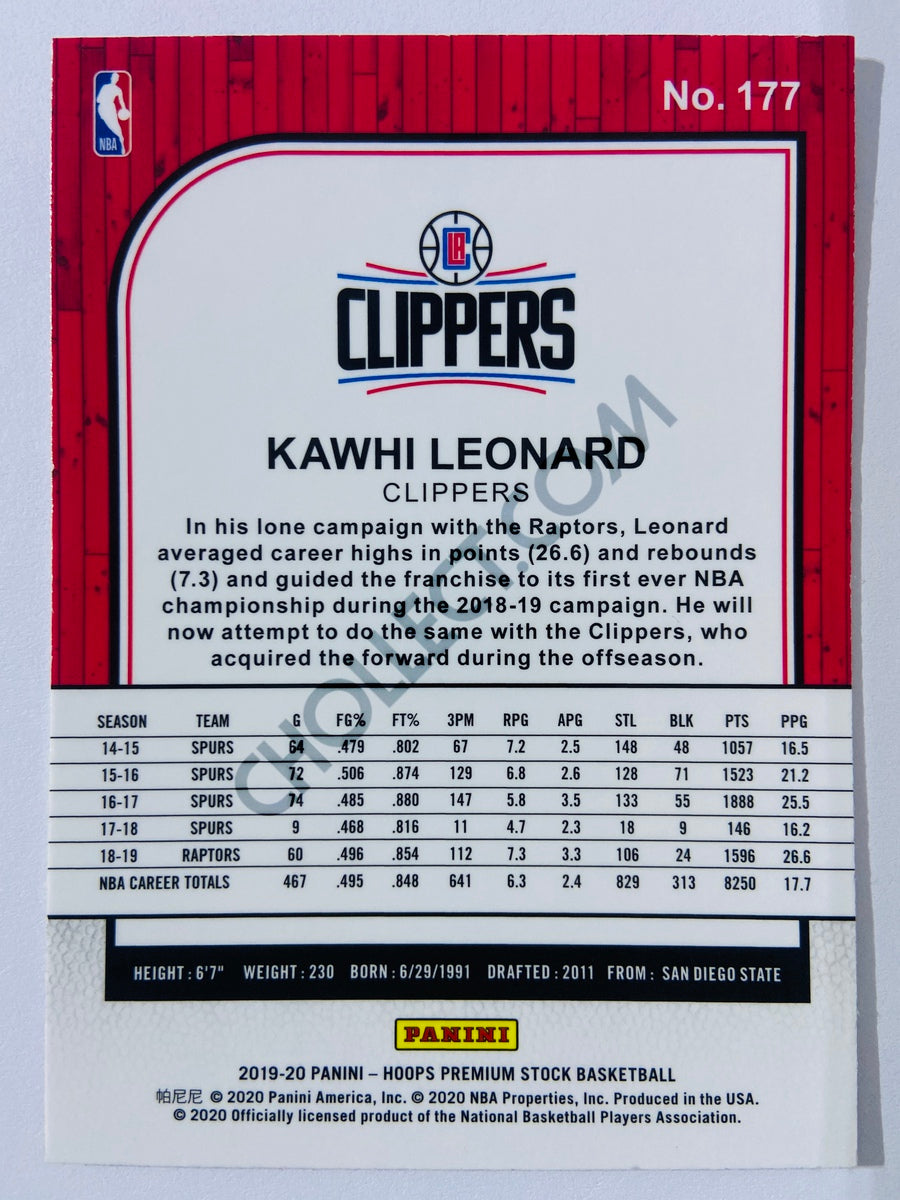 NBA
No. 177
LAC
CLIPPERS
KAWHI LEONARD
CLIPPERS
In his lone campaign with the Raptors, Leonard
averaged career highs in points (26.6) and rebounds
(7.3) and guided the franchise to its first ever NBA
championship during the 2018-19 campaign. He will
now attempt to do the same with the Clippers, who
acquired the forward during the offseason.
CHOLLECT.COM
SEASON TEAM G FG% FT% 3PM RPG APG STL BLK PTS PPG
14-15 SPURS 64 .479 .802 67 7.2 2.5 148 48 1057 16.5
15-16 SPURS 72 .506 .874 129 6.8 2.6 128 71 1523 21.2
16-17 SPURS 74 .485 .880 147 5.8 3.5 133 55 1888 25.5
17-18 SPURS 9 .468 .816 11 4.7 2.3 18 9 146 16.2
18-19 RAPTORS 60 .496 .854 112 7.3 3.3 106 24 1596 26.6
NBA CAREER TOTALS 467 .495 .848 641 6.3 2.4 829 313 8250 17.7
HEIGHT: 6'7" WEIGHT: 230 BORN: 6/29/1991 DRAFTED: 2011 FROM: SAN DIEGO STATE
PANINI
2019-20 PANINI – HOOPS PREMIUM STOCK BASKETBALL
帕尼尼 © 2020 Panini America, Inc. © 2020 NBA Properties, Inc. Produced in the USA.
© 2020 Officially licensed product of the National Basketball Players Association.